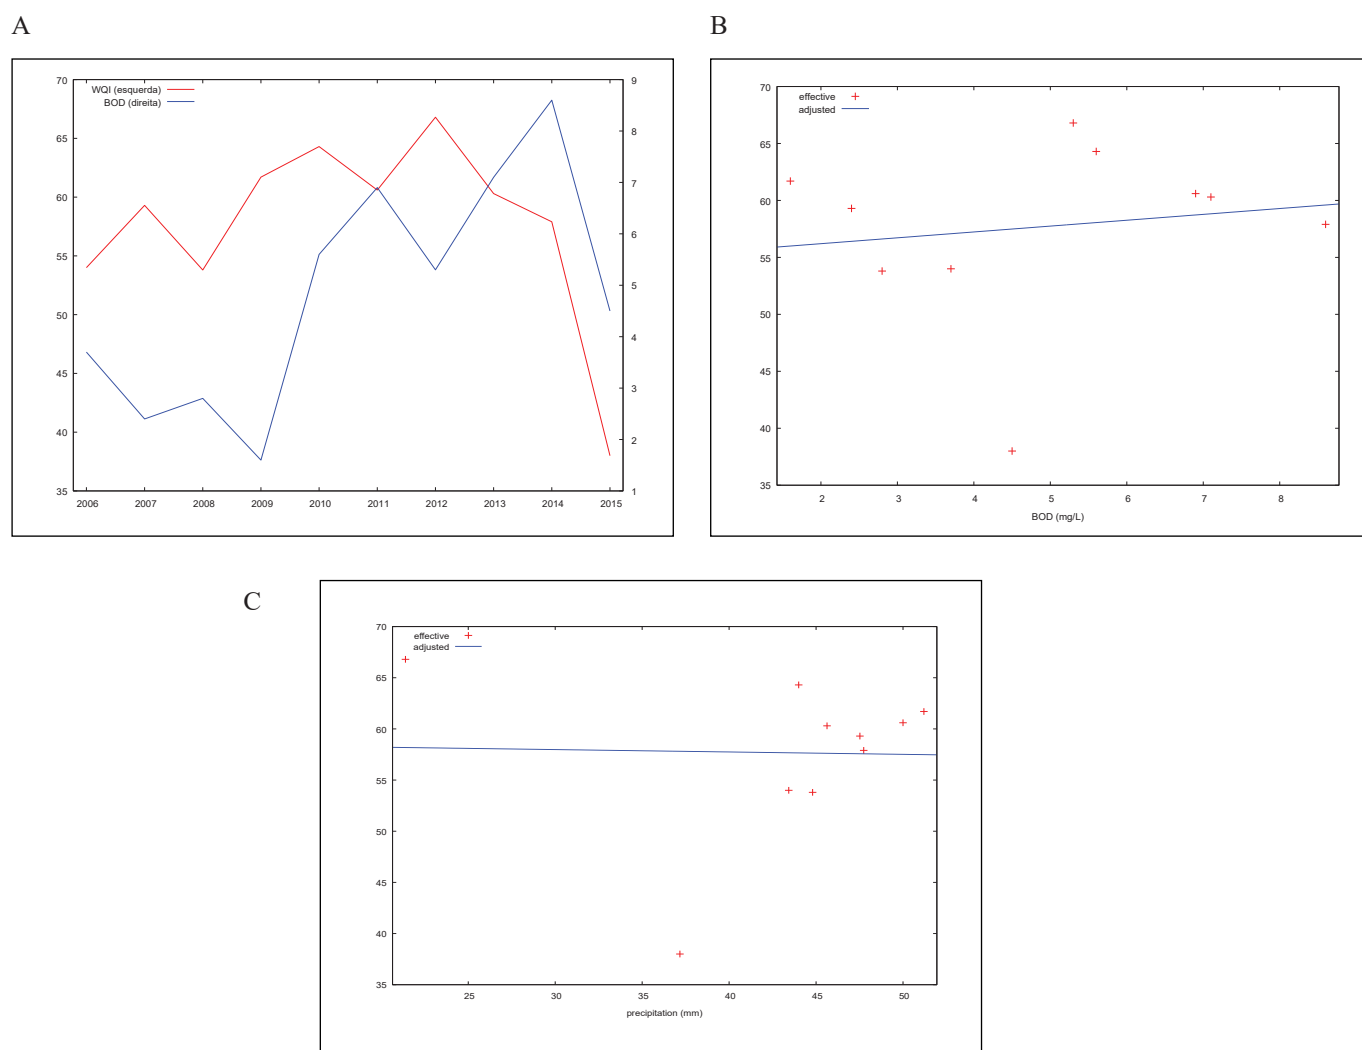 A
WQI (esquerda)
BOD (direita)
70
65
60
55
50
45
40
35
9
8
7
6
5
4
3
2
1
2006 2007 2008 2009 2010 2011 2012 2013 2014 2015
B
effective
adjusted
70
65
60
55
50
45
40
35
2 3 4 5 6 7 8
BOD (mg/L)
C
effective
adjusted
70
65
60
55
50
45
40
35
25 30 35 40 45 50
precipitation (mm)